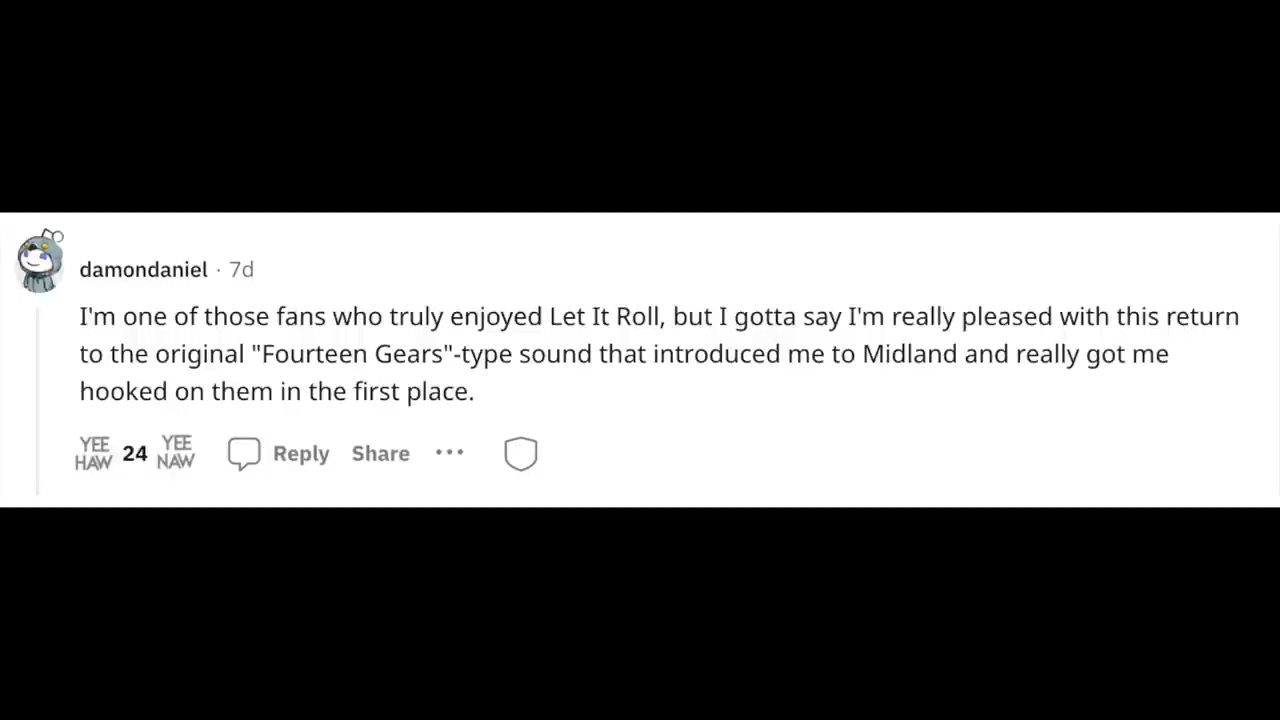 damondaniel · 7d
I'm one of those fans who truly enjoyed Let It Roll, but I gotta say I'm really pleased with this return
to the original "Fourteen Gears"-type sound that introduced me to Midland and really got me
hooked on them in the first place.
YEE HAW 24 YEE NAW Reply Share ···